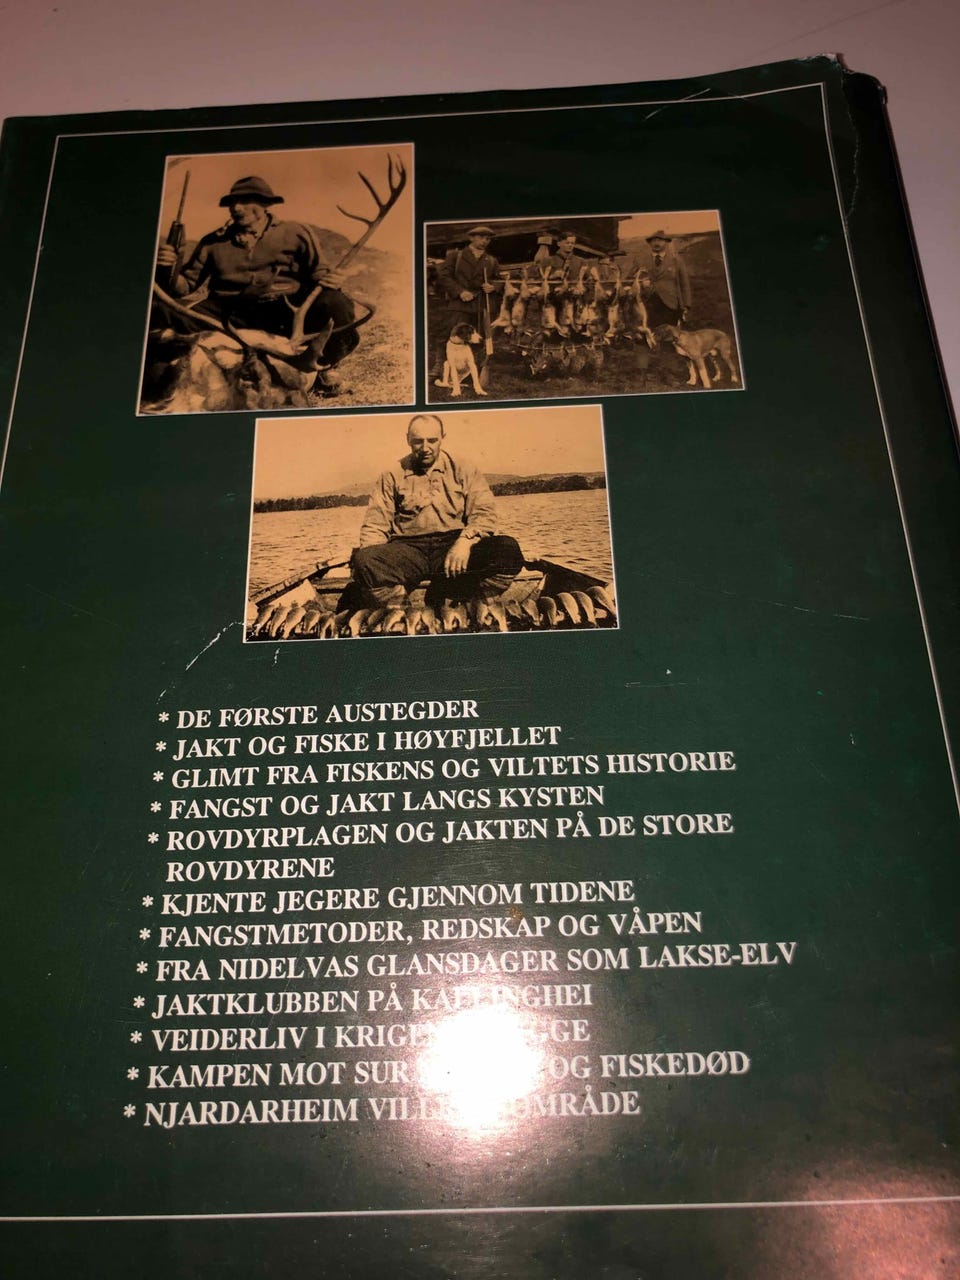 * DE FØRSTE AUSTEGDER
* JAKT OG FISKE I HØYFJELLET
* GLIMT FRA FISKENS OG VILTETS HISTORIE
* FANGST OG JAKT LANGS KYSTEN
* ROVDYRPLAGEN OG JAKTEN PÅ DE STORE
ROVDYRENE
* KJENTE JEGERE GJENNOM TIDENE
* FANGSTMETODER, REDSKAP OG VÅPEN
* FRA NIDELVAS GLANSDAGER SOM LAKSE-ELV
* JAKTKLUBBEN PÅ
* VEIDERLIV I
* KAMPEN MOT OG FISKEDØD
* NJARDARHEIM